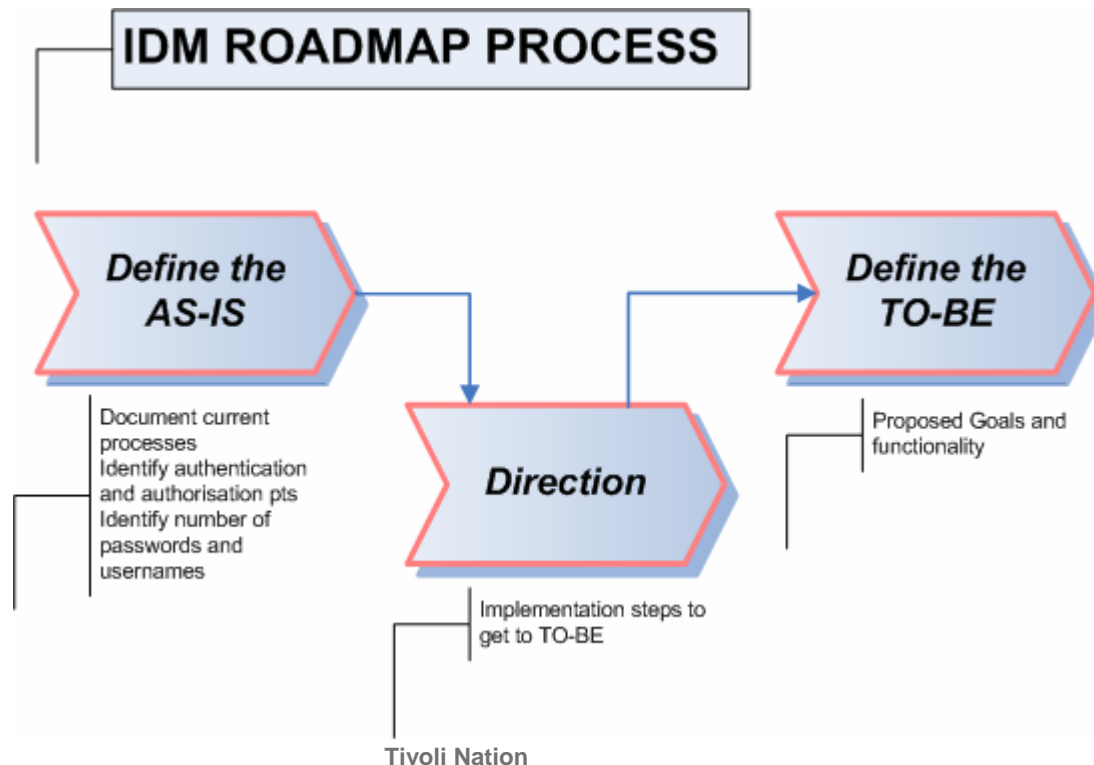 IDM ROADMAP PROCESS
Define the
AS-IS
Document current
processes
Identify authentication
and authorisation pts
Identify number of
passwords and
usernames
Direction
Implementation steps to
get to TO-BE
Define the
TO-BE
Proposed Goals and
functionality
Tivoli Nation